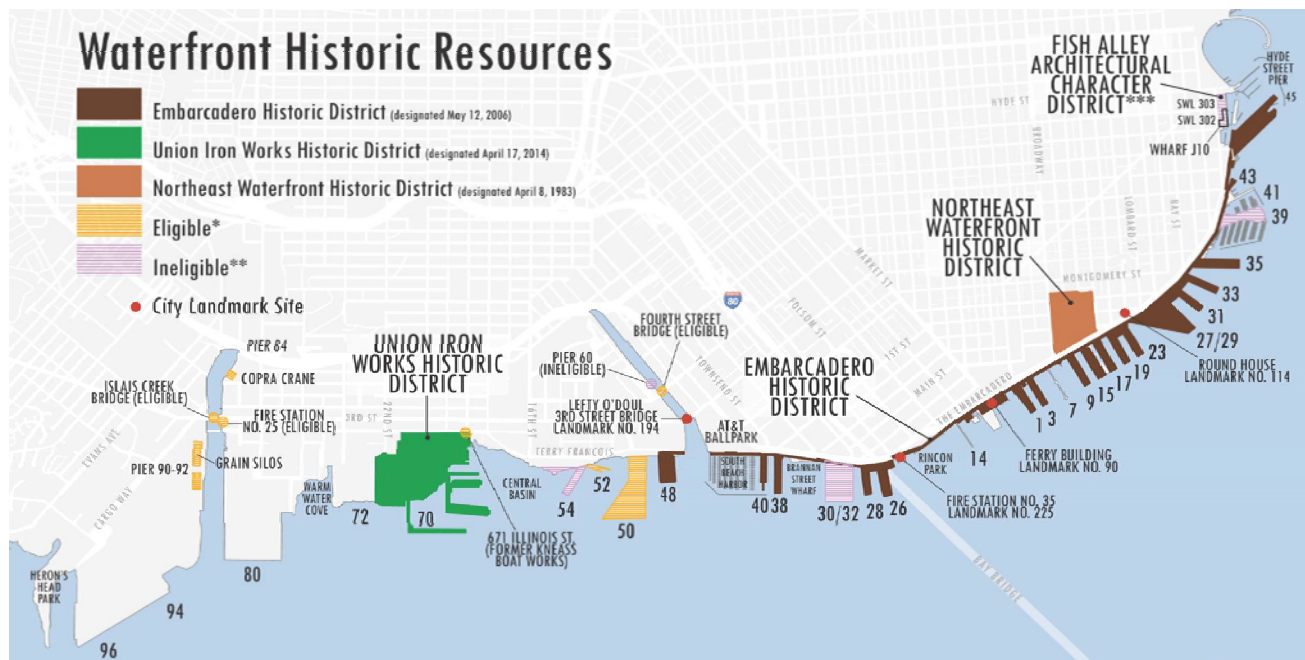 Waterfront Historic Resources
Embarcadero Historic District (designated May 12, 2006)
Union Iron Works Historic District (designated April 17, 2014)
Northeast Waterfront Historic District (designated April 8, 1983)
Eligible*
Ineligible**
City Landmark Site
FISH ALLEY
ARCHITECTURAL
CHARACTER
DISTRICT***
HYDE
STREET
PIER
45
SWL 303
SWL 302
WHARF J10
HYDE ST
BROADWAY
LOMBARD ST
BAY ST
MONTGOMERY ST
43
41
39
35
33
31
27/29
ROUND HOUSE
LANDMARK NO. 114
NORTHEAST
WATERFRONT
HISTORIC
DISTRICT
23
19
17
15
9
7
3
1
FERRY BUILDING
LANDMARK NO. 90
14
RINCON
PARK
THE EMBARCADERO
MAIN ST
1ST ST
FOLSOM ST
MARKET ST
80
TOWNSEND ST
EMBARCADERO
HISTORIC
DISTRICT
FIRE STATION NO. 35
LANDMARK NO. 225
BAY BRIDGE
26
28
30/32
BRANNAN
STREET
WHARF
38
40
SOUTH
BEACH
HARBOR
AT&T
BALLPARK
FOURTH STREET
BRIDGE (ELIGIBLE)
PIER 60
(INELIGIBLE)
LEFTY O'DOUL
3RD STREET BRIDGE
LANDMARK NO. 194
48
50
52
54
TERRY FRANCOIS
16TH ST
CENTRAL
BASIN
671 ILLINOIS ST.
(FORMER KNEASS
BOAT WORKS)
UNION IRON
WORKS HISTORIC
DISTRICT
22ND ST
3RD ST
70
72
WARM
WATER
COVE
PIER 84
COPRA CRANE
ISLAIS CREEK
BRIDGE (ELIGIBLE)
FIRE STATION
NO. 25 (ELIGIBLE)
GRAIN SILOS
PIER 90-92
EVANS AVE
CARGO WAY
80
94
96
HERON'S
HEAD
PARK